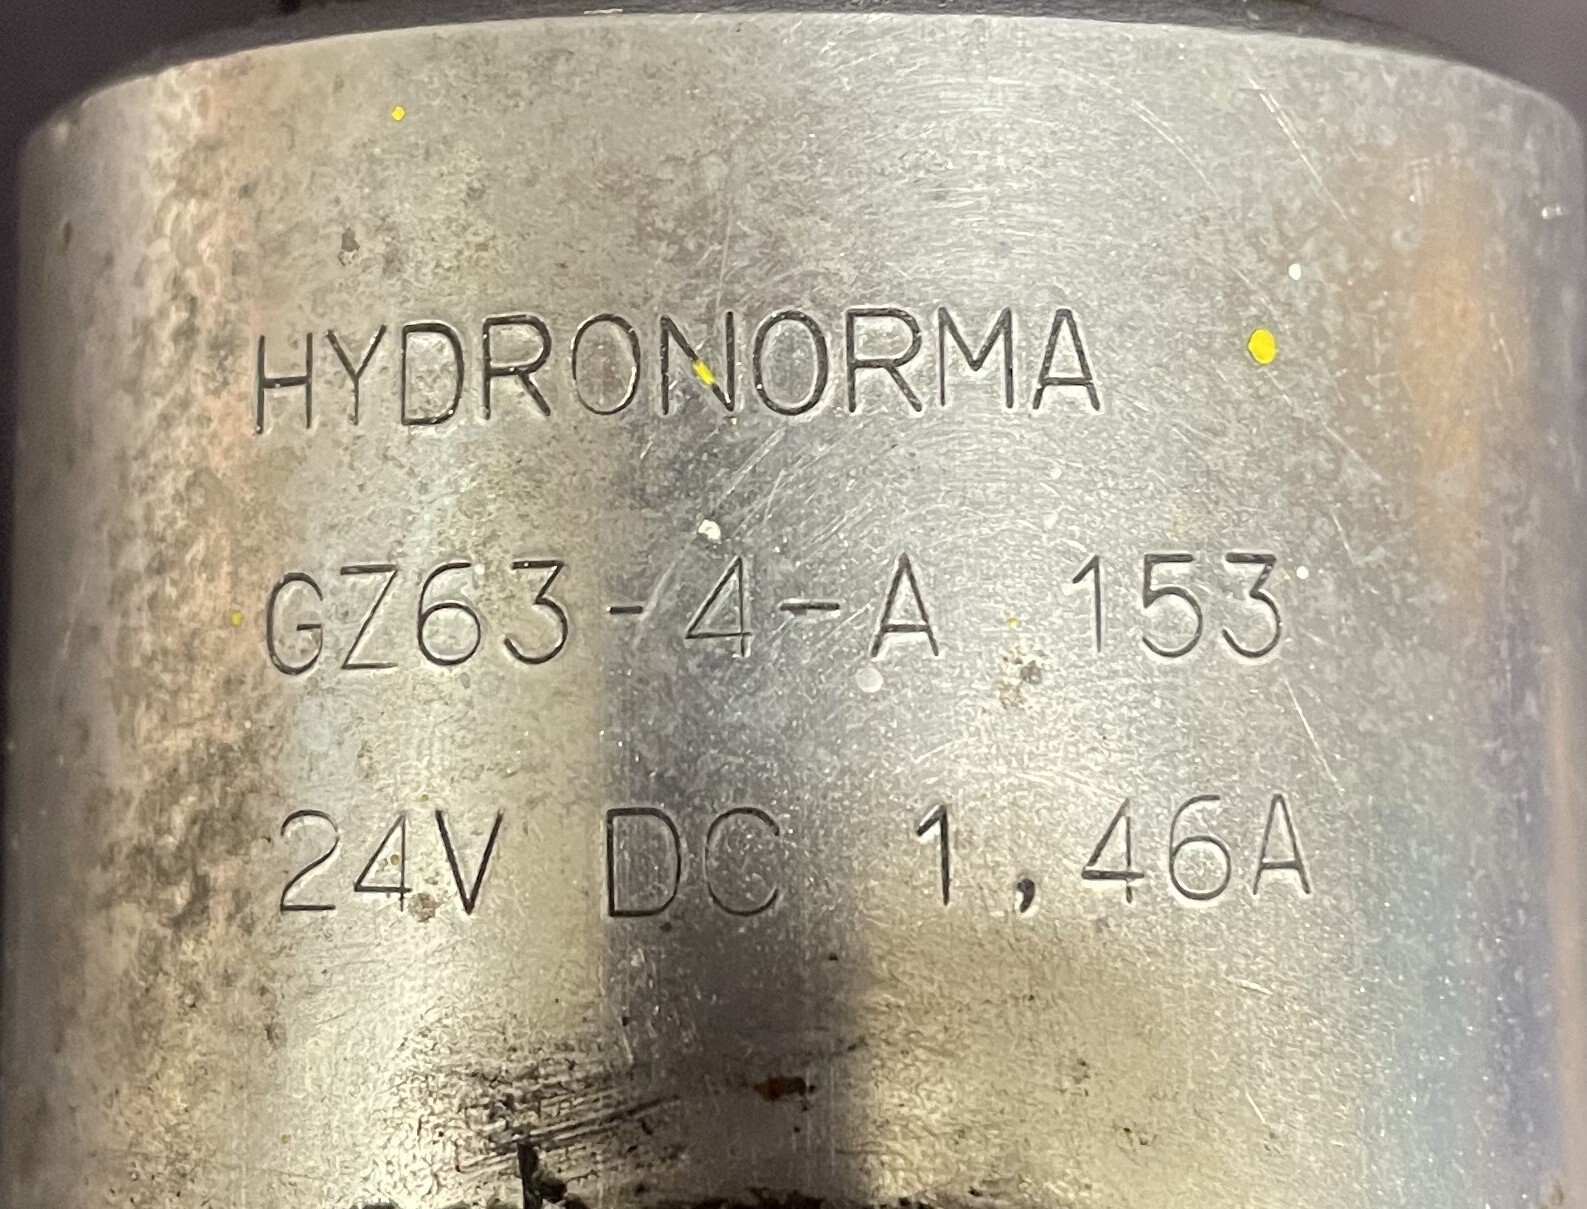 HYDRONORMA
GZ63-4-A 153
24V DC 1,46A